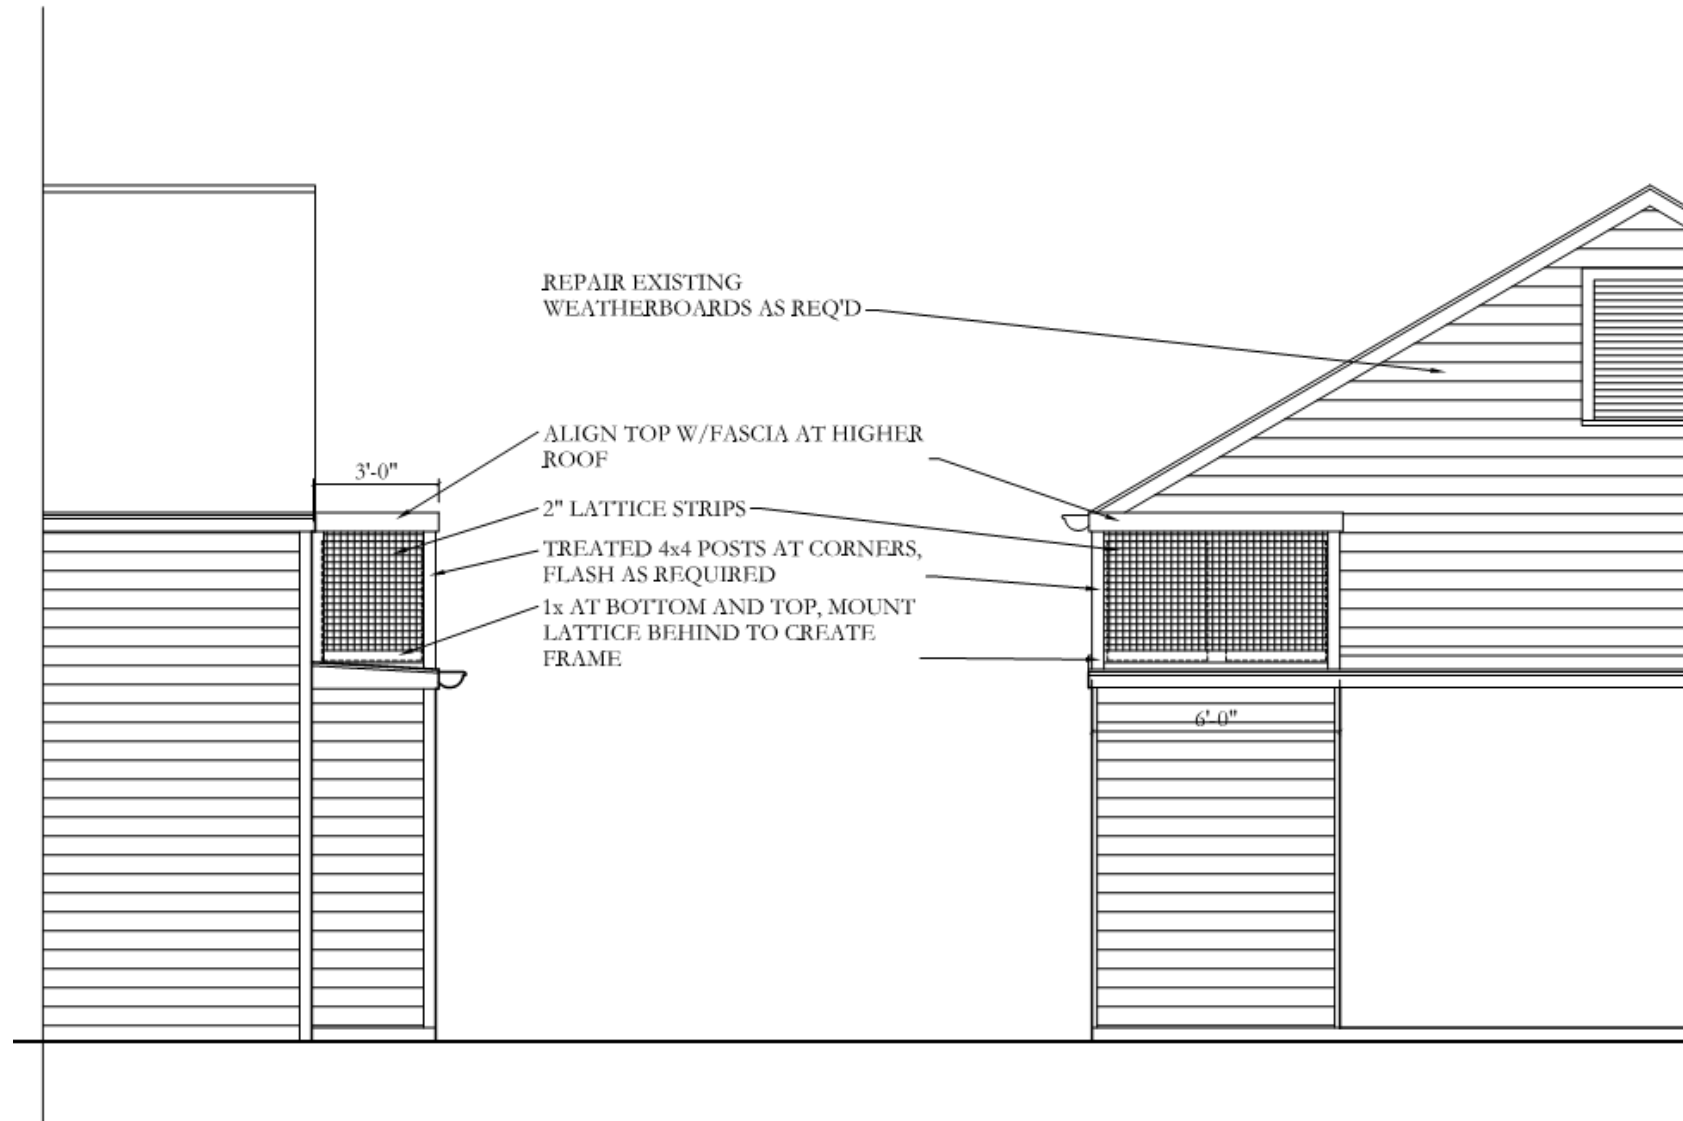 REPAIR EXISTING
WEATHERBOARDS AS REQ'D
ALIGN TOP W/FASCIA AT HIGHER
ROOF
3'-0"
2" LATTICE STRIPS
TREATED 4x4 POSTS AT CORNERS,
FLASH AS REQUIRED
1x AT BOTTOM AND TOP, MOUNT
LATTICE BEHIND TO CREATE
FRAME
6'-0"